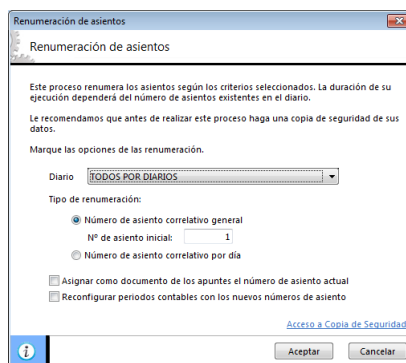 Renumeración de asientos
Renumeración de asientos
Este proceso renumera los asientos según los criterios seleccionados. La duración de su
ejecución dependerá del número de asientos existentes en el diario.
Le recomendamos que antes de realizar este proceso haga una copia de seguridad de sus
datos.
Marque las opciones de las renumeración.
Diario TODOS POR DIARIOS
Tipo de renumeración:
Número de asiento correlativo general
Nº de asiento inicial: 1
Número de asiento correlativo por día
Asignar como documento de los apuntes el número de asiento actual
Reconfigurar periodos contables con los nuevos números de asiento
Acceso a Copia de Seguridad
Aceptar Cancelar